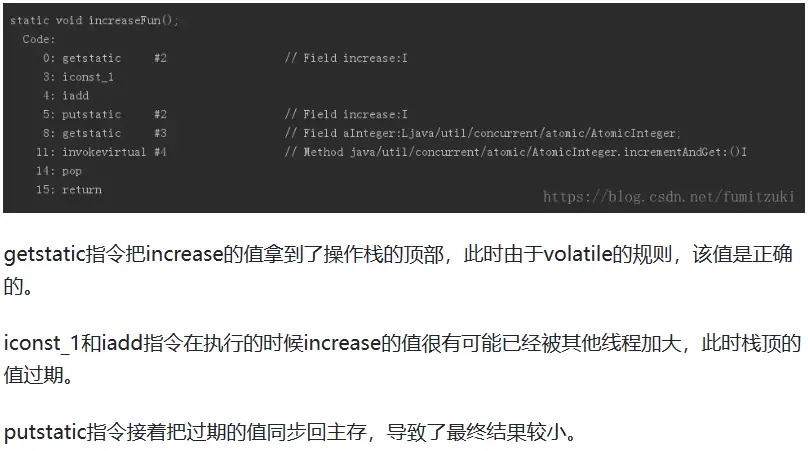 static void increaseFun();
Code:
0: getstatic #2 // Field increase:I
3: iconst_1
4: iadd
5: putstatic #2 // Field increase:I
8: getstatic #3 // Field aInteger:Ljava/util/concurrent/atomic/AtomicInteger;
11: invokevirtual #4 // Method java/util/concurrent/atomic/AtomicInteger.incrementAndGet:()I
14: pop
15: return
https://blog.csdn.net/fumitzuki
getstatic指令把increase的值拿到了操作栈的顶部，此时由于volatile的规则，该值是正确
的。
iconst_1和iadd指令在执行的时候increase的值很有可能已经被其他线程加大，此时栈顶的
值过期。
putstatic指令接着把过期的值同步回主存，导致了最终结果较小。